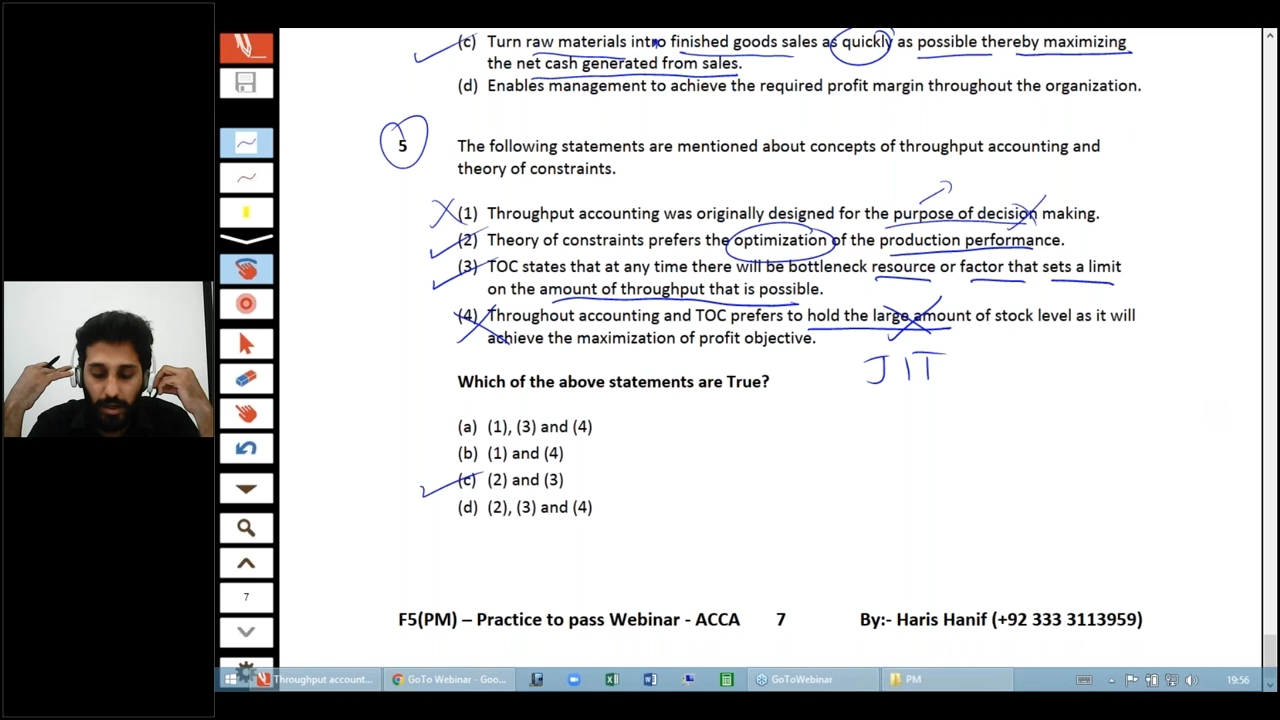 (c) Turn raw materials intro finished goods sales as quickly as possible thereby maximizing
the net cash generated from sales.
(d) Enables management to achieve the required profit margin throughout the organization.
5 The following statements are mentioned about concepts of throughput accounting and
theory of constraints.
(1) Throughput accounting was originally designed for the purpose of decision making.
(2) Theory of constraints prefers the optimization of the production performance.
(3) TOC states that at any time there will be bottleneck resource or factor that sets a limit
on the amount of throughput that is possible.
(4) Throughout accounting and TOC prefers to hold the large amount of stock level as it will
achieve the maximization of profit objective.
JIT
Which of the above statements are True?
(a) (1), (3) and (4)
(b) (1) and (4)
(c) (2) and (3)
(d) (2), (3) and (4)
7
F5(PM) – Practice to pass Webinar - ACCA 7 By:- Haris Hanif (+92 333 3113959)
Throughput account... GoTo Webinar - Goo... GoToWebinar PM 19:56